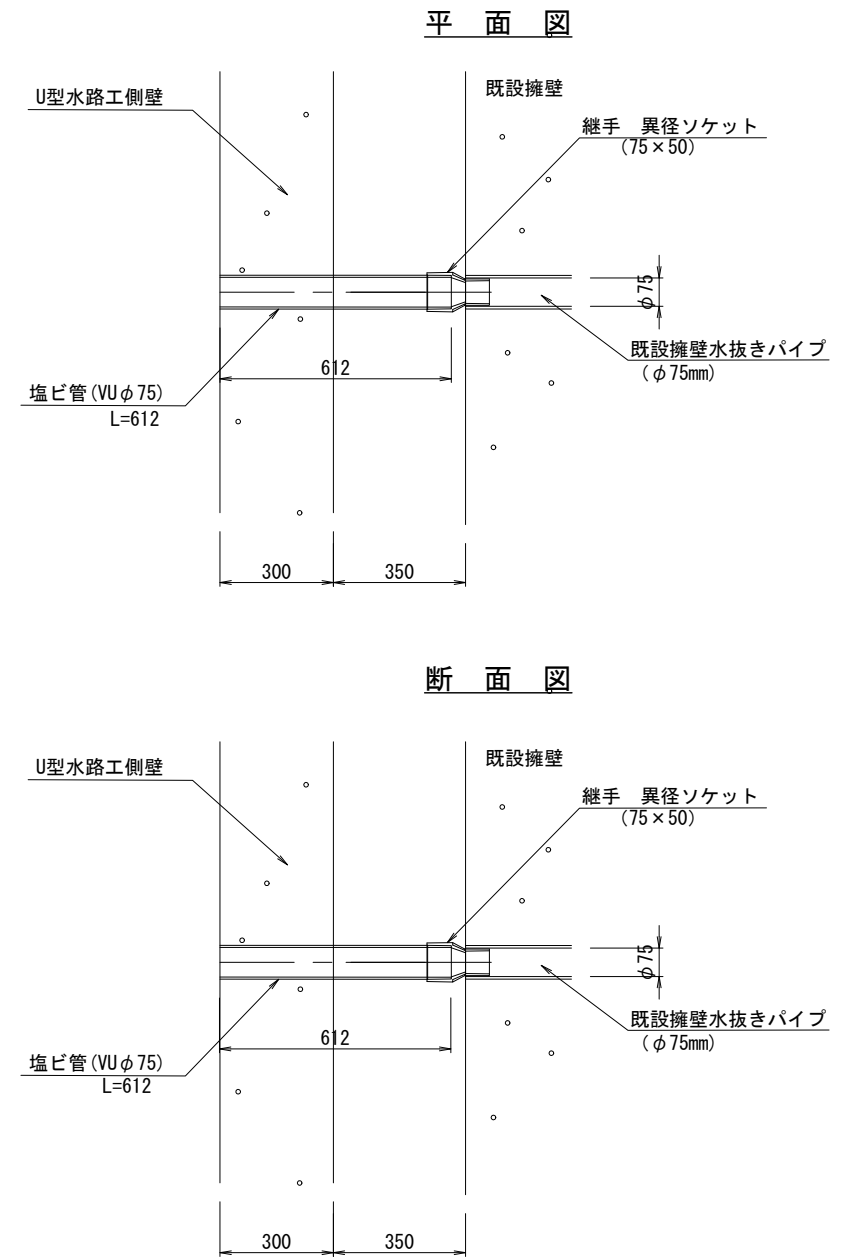 平 面 図
U型水路工側壁
既設擁壁
継手 異径ソケット
(75×50)
φ75
既設擁壁水抜きパイプ
(φ75mm)
612
塩ビ管(VUφ75)
L=612
300
350
断 面 図
U型水路工側壁
既設擁壁
継手 異径ソケット
(75×50)
φ75
既設擁壁水抜きパイプ
(φ75mm)
612
塩ビ管(VUφ75)
L=612
300
350